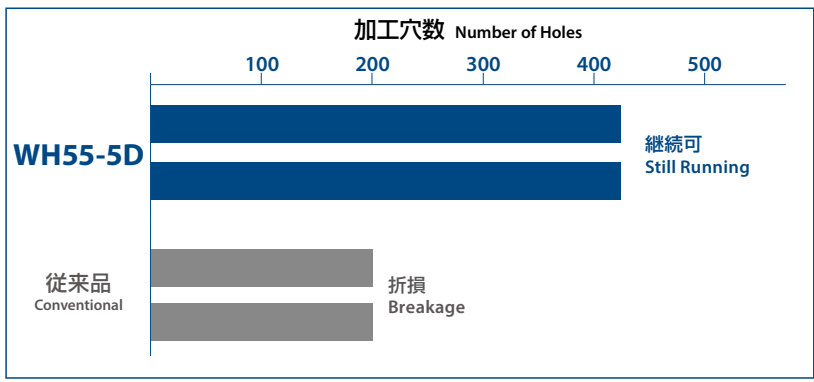 加工穴数 Number of Holes
100 200 300 400 500
WH55-5D
継続可
Still Running
従来品
Conventional
折損
Breakage